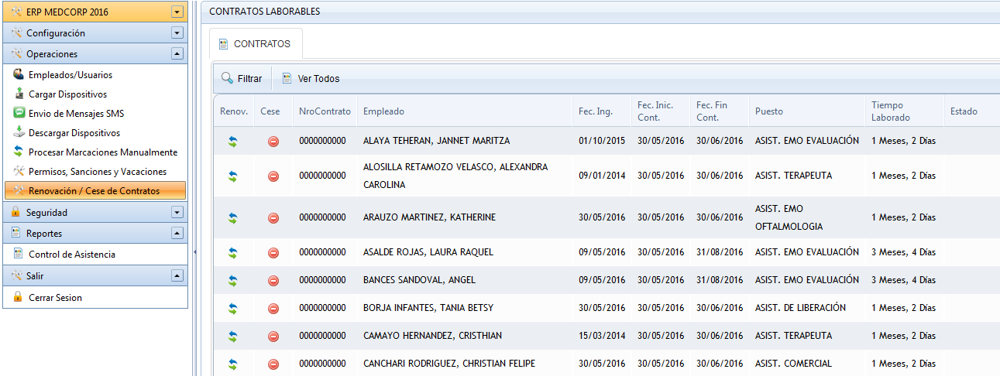 ERP MEDCORP 2016
Configuración
Operaciones
Empleados/Usuarios
Cargar Dispositivos
Envio de Mensajes SMS
Descargar Dispositivos
Procesar Marcaciones Manualmente
Permisos, Sanciones y Vacaciones
Renovación / Cese de Contratos
Seguridad
Reportes
Control de Asistencia
Salir
Cerrar Sesion
CONTRATOS LABORABLES
CONTRATOS
Filtrar Ver Todos
Renov. Cese NroContrato Empleado Fec. Ing. Fec. Inic. Cont. Fec. Fin Cont. Puesto Tiempo Laborado Estado
0000000000 ALAYA TEHERAN, JANNET MARITZA 01/10/2015 30/05/2016 30/06/2016 ASIST. EMO EVALUACIÓN 1 Meses, 2 Días
0000000000 ALOSILLA RETAMOZO VELASCO, ALEXANDRA CAROLINA 09/01/2014 30/05/2016 30/06/2016 ASIST. TERAPEUTA 1 Meses, 2 Días
0000000000 ARAUZO MARTINEZ, KATHERINE 30/05/2016 30/05/2016 30/06/2016 ASIST. EMO OFTALMOLOGIA 1 Meses, 2 Días
0000000000 ASALDE ROJAS, LAURA RAQUEL 09/05/2016 30/05/2016 31/08/2016 ASIST. EMO EVALUACIÓN 3 Meses, 4 Días
0000000000 BANCES SANDOVAL, ANGEL 09/05/2016 30/05/2016 31/08/2016 ASIST. EMO EVALUACIÓN 3 Meses, 4 Días
0000000000 BORJA INFANTES, TANIA BETSY 30/05/2016 30/05/2016 30/06/2016 ASIST. DE LIBERACIÓN 1 Meses, 2 Días
0000000000 CAMAYO HERNANDEZ, CRISTHIAN 15/03/2014 30/05/2016 30/06/2016 ASIST. TERAPEUTA 1 Meses, 2 Días
0000000000 CANCHARI RODRIGUEZ, CHRISTIAN FELIPE 30/05/2016 30/05/2016 30/06/2016 ASIST. COMERCIAL 1 Meses, 2 Días